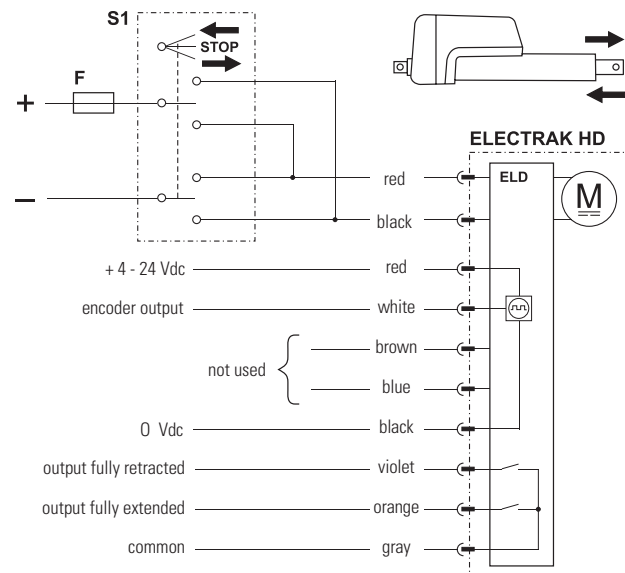 S1
STOP
F
+
−
ELECTRAK HD
ELD
M
red
black
+ 4 - 24 Vdc red
encoder output white
brown
not used
blue
0 Vdc black
output fully retracted violet
output fully extended orange
common gray